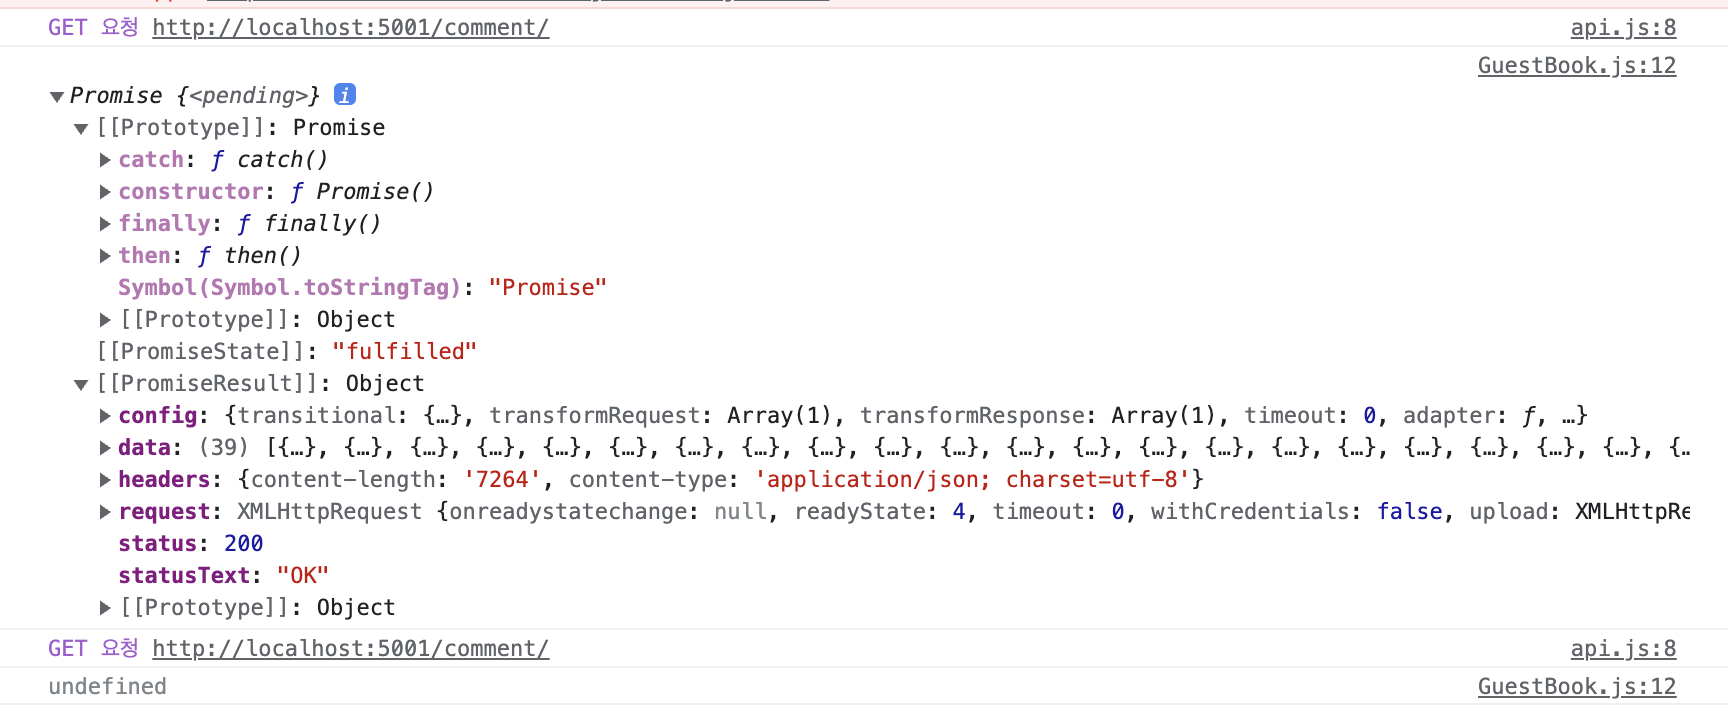 GET 요청 http://localhost:5001/comment/ api.js:8
GuestBook.js:12
▼Promise {<pending>} i
▼[[Prototype]]: Promise
▶catch: ƒ catch()
▶constructor: ƒ Promise()
▶finally: ƒ finally()
▶then: ƒ then()
Symbol(Symbol.toStringTag): "Promise"
▶[[Prototype]]: Object
[[PromiseState]]: "fulfilled"
▼[[PromiseResult]]: Object
▶config: {transitional: {…}, transformRequest: Array(1), transformResponse: Array(1), timeout: 0, adapter: ƒ, …}
▶data: (39) [{…}, {…}, {…}, {…}, {…}, {…}, {…}, {…}, {…}, {…}, {…}, {…}, {…}, {…}, {…}, {…}, {…}, {…}, {…}, {…}, {…}, {…
▶headers: {content-length: '7264', content-type: 'application/json; charset=utf-8'}
▶request: XMLHttpRequest {onreadystatechange: null, readyState: 4, timeout: 0, withCredentials: false, upload: XMLHttpRe
status: 200
statusText: "OK"
▶[[Prototype]]: Object
GET 요청 http://localhost:5001/comment/ api.js:8
undefined GuestBook.js:12